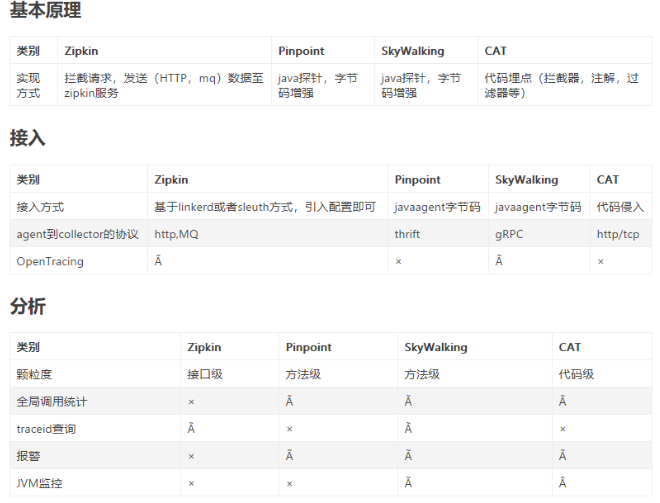 基本原理
类别 Zipkin Pinpoint SkyWalking CAT
实现方式 拦截请求，发送（HTTP，mq）数据至zipkin服务 java探针，字节码增强 java探针，字节码增强 代码埋点（拦截器，注解，过滤器等）
接入
类别 Zipkin Pinpoint SkyWalking CAT
接入方式 基于linkerd或者sleuth方式，引入配置即可 javaagent字节码 javaagent字节码 代码侵入
agent到collector的协议 http,MQ thrift gRPC http/tcp
OpenTracing Ã × Ã ×
分析
类别 Zipkin Pinpoint SkyWalking CAT
颗粒度 接口级 方法级 方法级 代码级
全局调用统计 × Ã Ã Ã
traceid查询 Ã × Ã ×
报警 × Ã Ã Ã
JVM监控 × × Ã Ã